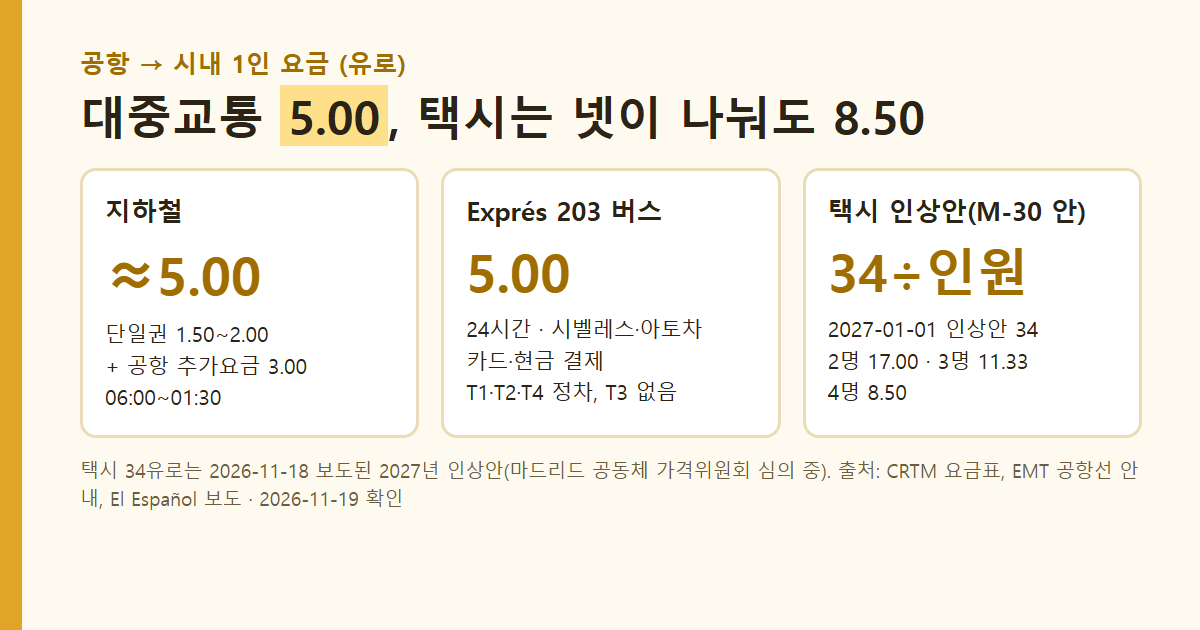 공항 → 시내 1인 요금 (유로)
대중교통 5.00, 택시는 넷이 나눠도 8.50
지하철
≈5.00
단일권 1.50~2.00
+ 공항 추가요금 3.00
06:00~01:30
Exprés 203 버스
5.00
24시간 · 시벨레스·아토차
카드·현금 결제
T1·T2·T4 정차, T3 없음
택시 인상안(M-30 안)
34÷인원
2027-01-01 인상안 34
2명 17.00 · 3명 11.33
4명 8.50
택시 34유로는 2026-11-18 보도된 2027년 인상안(마드리드 공동체 가격위원회 심의 중). 출처: CRTM 요금표, EMT 공항선 안
내, El Español 보도 · 2026-11-19 확인